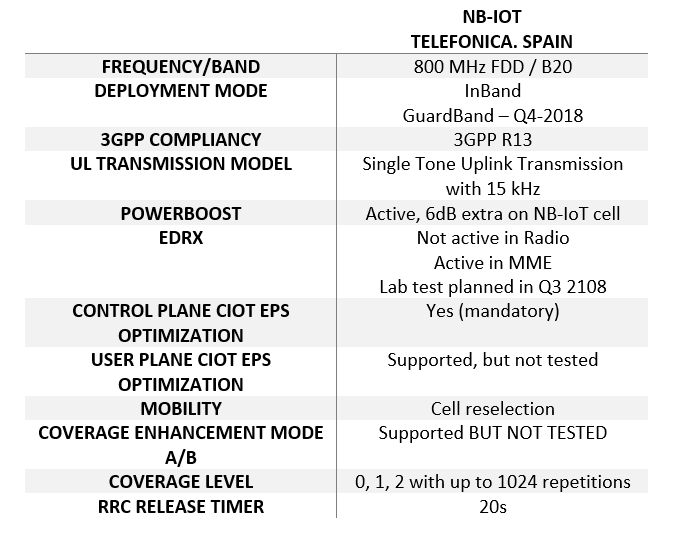 NB-IOT
TELEFONICA. SPAIN
FREQUENCY/BAND 800 MHz FDD / B20
DEPLOYMENT MODE InBand
GuardBand – Q4-2018
3GPP COMPLIANCY 3GPP R13
UL TRANSMISSION MODEL Single Tone Uplink Transmission
with 15 kHz
POWERBOOST Active, 6dB extra on NB-IoT cell
EDRX Not active in Radio
Active in MME
Lab test planned in Q3 2108
CONTROL PLANE CIOT EPS Yes (mandatory)
OPTIMIZATION
USER PLANE CIOT EPS Supported, but not tested
OPTIMIZATION
MOBILITY Cell reselection
COVERAGE ENHANCEMENT MODE Supported BUT NOT TESTED
A/B
COVERAGE LEVEL 0, 1, 2 with up to 1024 repetitions
RRC RELEASE TIMER 20s